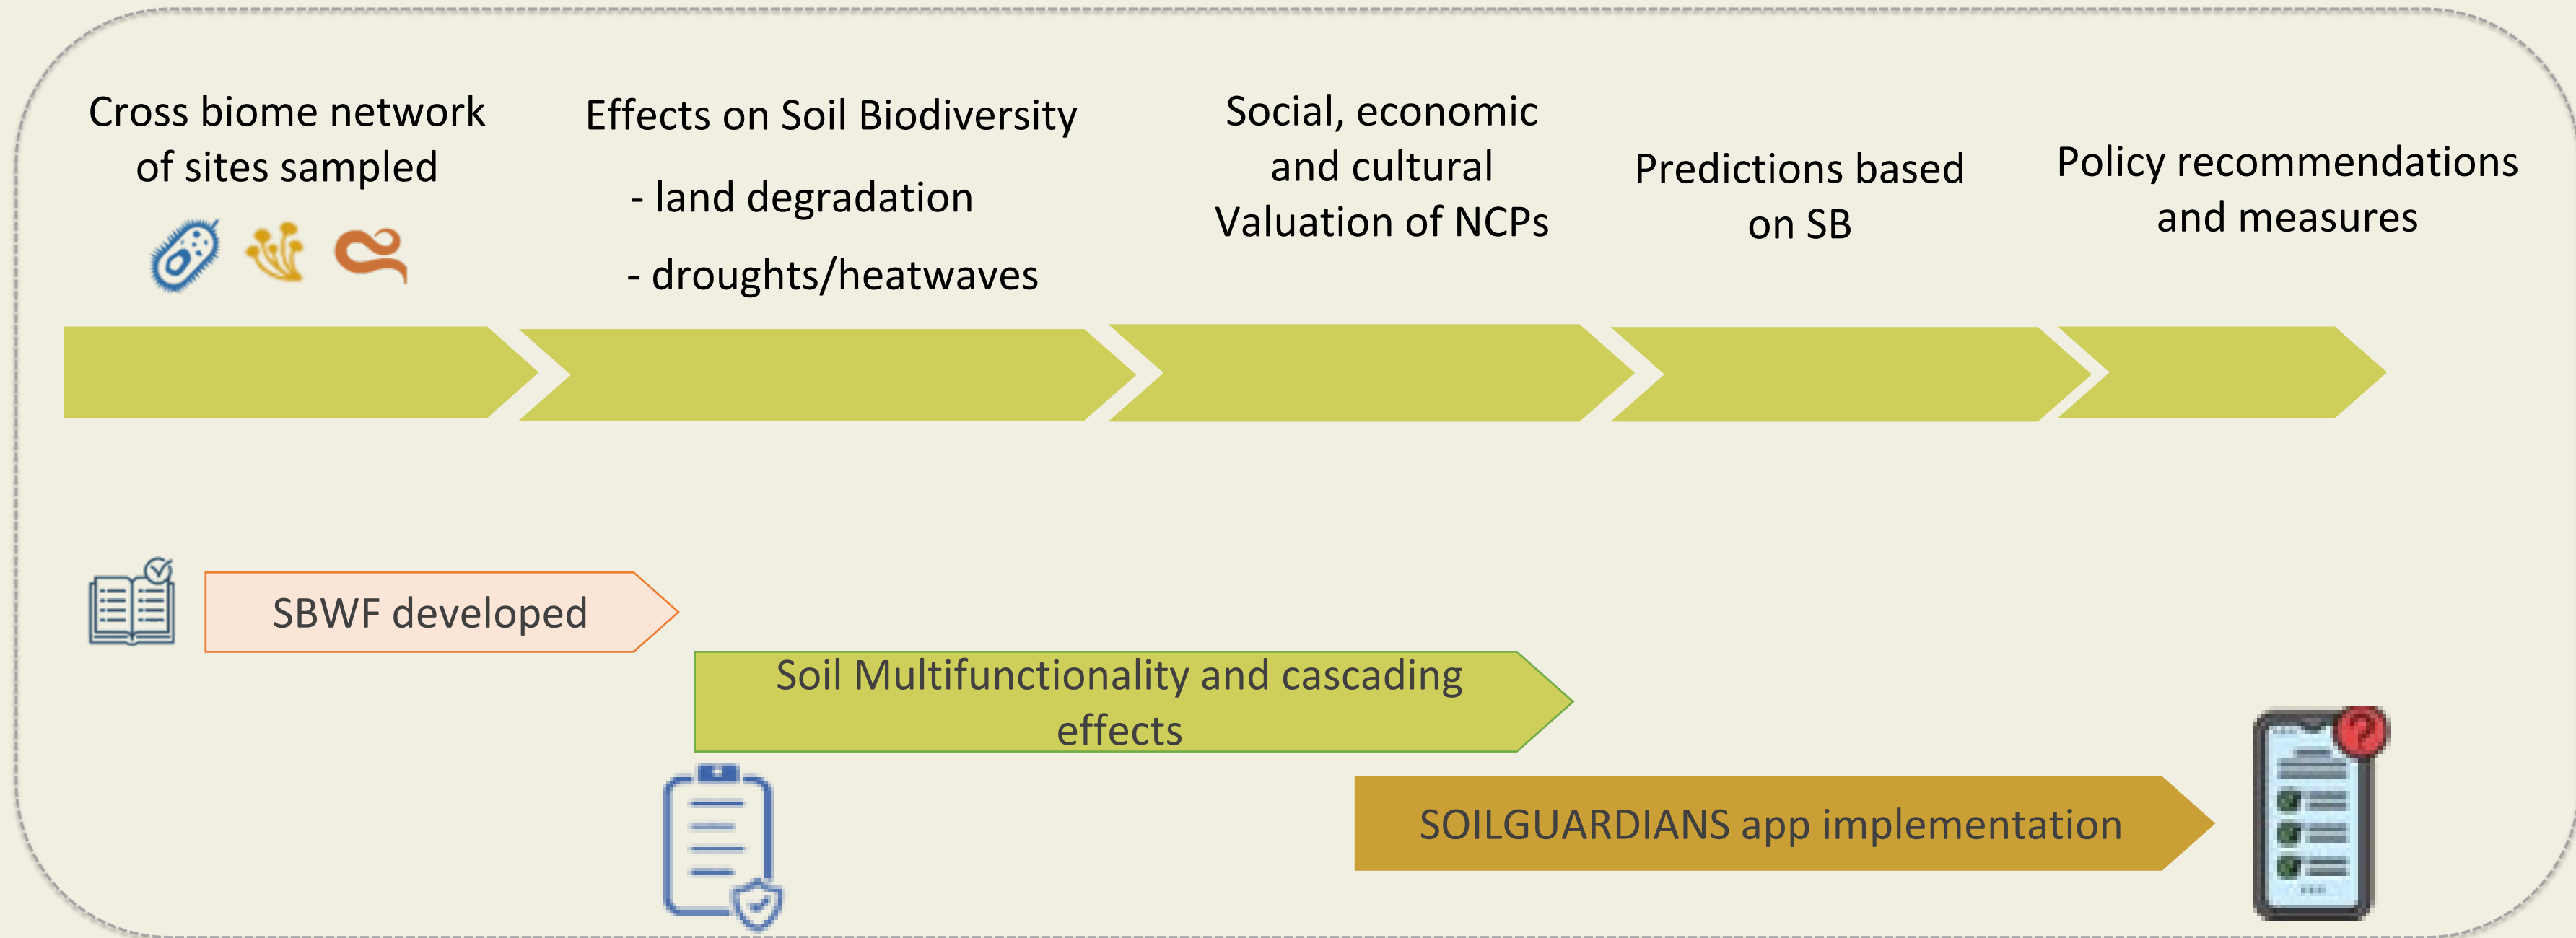 Cross biome network
of sites sampled
Effects on Soil Biodiversity
- land degradation
- droughts/heatwaves
Social, economic
and cultural
Valuation of NCPs
Predictions based
on SB
Policy recommendations
and measures
SBWF developed
Soil Multifunctionality and cascading
effects
SOILGUARDIANS app implementation
?